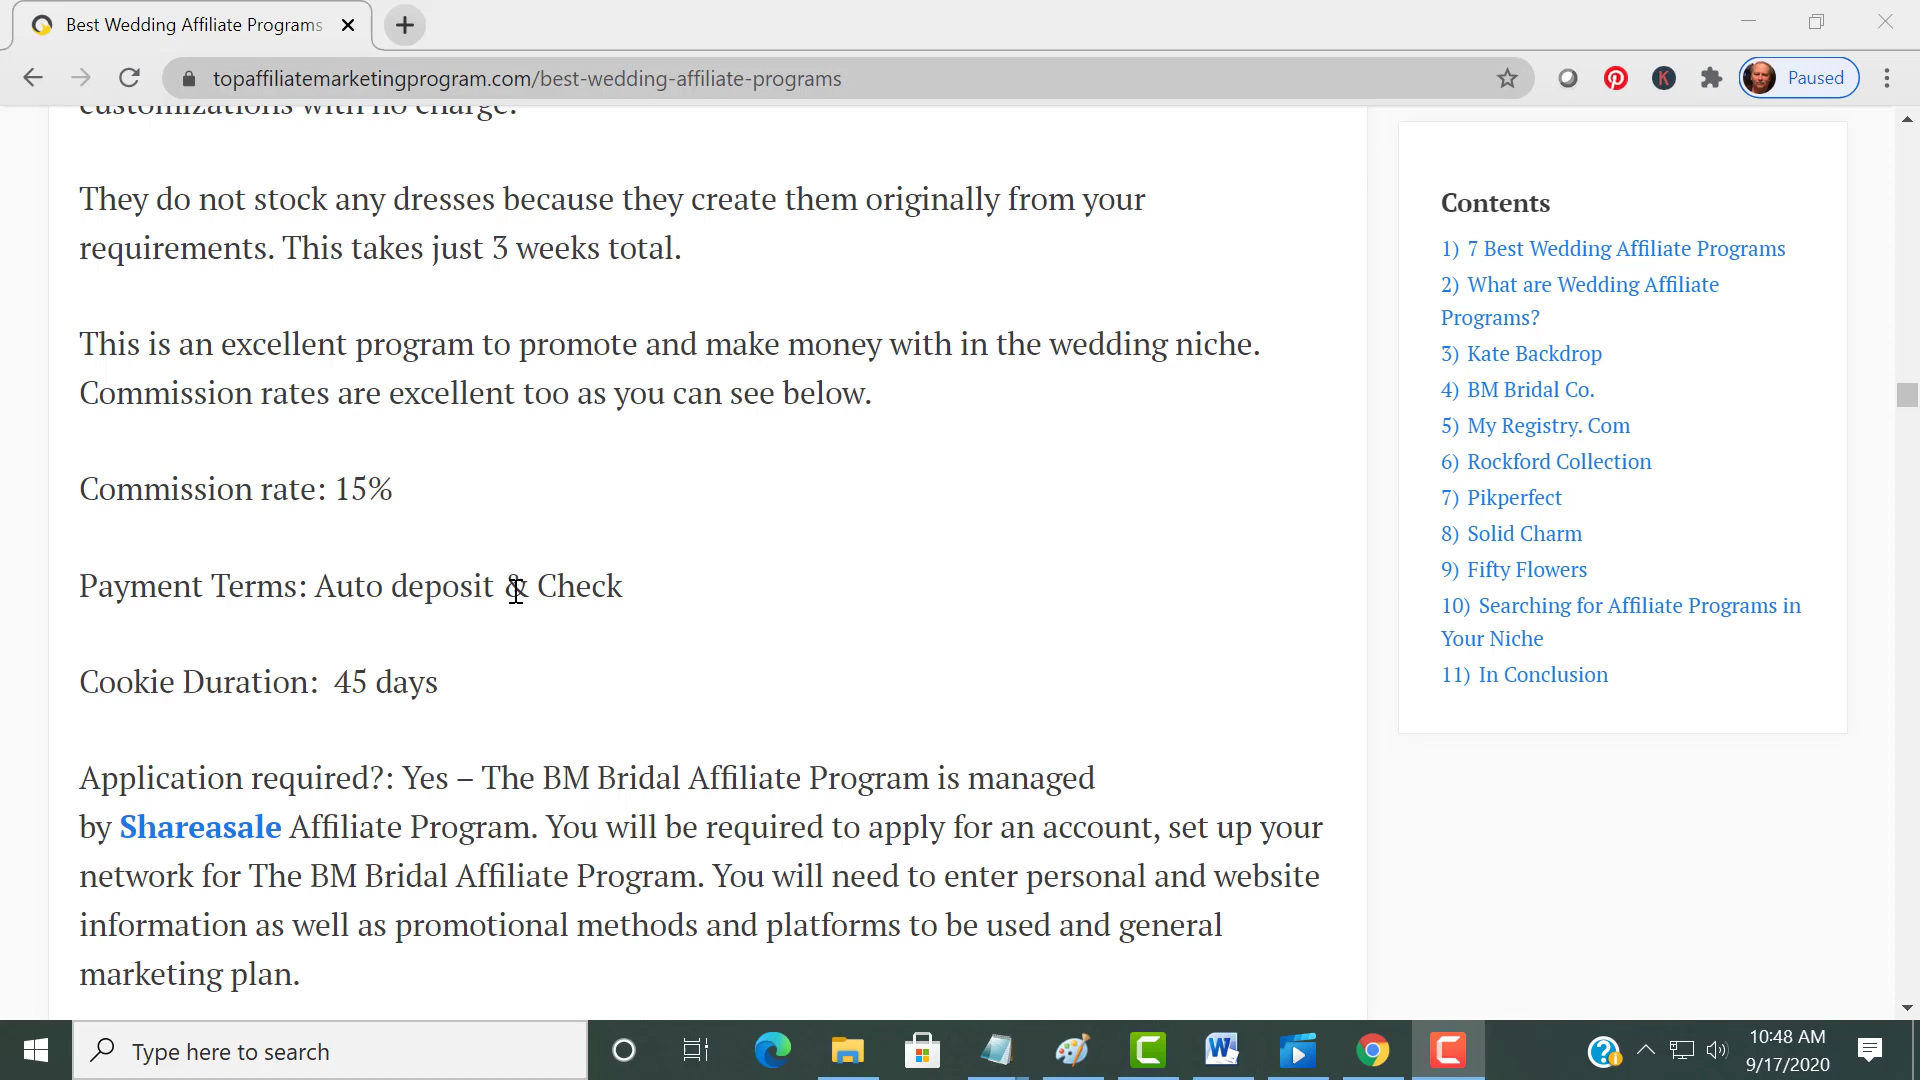 Best Wedding Affiliate Programs
topaffiliatemarketingprogram.com/best-wedding-affiliate-programs
K
Paused
customizations with no charge.
They do not stock any dresses because they create them originally from your
requirements. This takes just 3 weeks total.
This is an excellent program to promote and make money with in the wedding niche.
Commission rates are excellent too as you can see below.
Commission rate: 15%
Payment Terms: Auto deposit & Check
Cookie Duration:  45 days
Application required?: Yes – The BM Bridal Affiliate Program is managed
by Shareasale Affiliate Program. You will be required to apply for an account, set up your
network for The BM Bridal Affiliate Program. You will need to enter personal and website
information as well as promotional methods and platforms to be used and general
marketing plan.
Contents
1) 7 Best Wedding Affiliate Programs
2) What are Wedding Affiliate
Programs?
3) Kate Backdrop
4) BM Bridal Co.
5) My Registry. Com
6) Rockford Collection
7) Pikperfect
8) Solid Charm
9) Fifty Flowers
10) Searching for Affiliate Programs in
Your Niche
11) In Conclusion
Type here to search
10:48 AM
9/17/2020